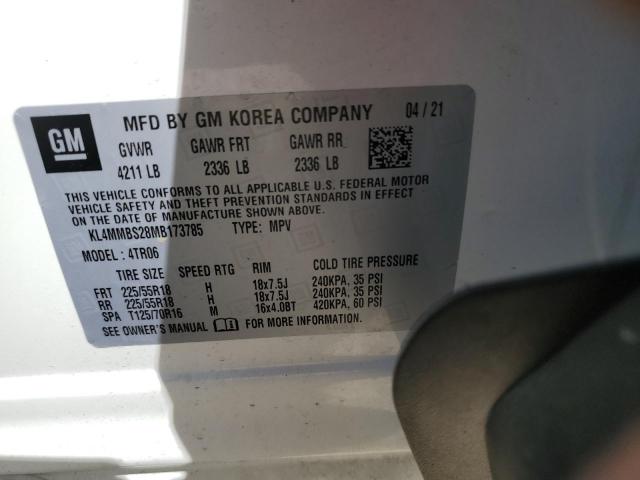 GM
MFD BY GM KOREA COMPANY 04 / 21
GVWR GAWR FRT GAWR RR
4211 LB 2336 LB 2336 LB
THIS VEHICLE CONFORMS TO ALL APPLICABLE U.S. FEDERAL MOTOR
VEHICLE SAFETY AND THEFT PREVENTION STANDARDS IN EFFECT
ON THE DATE OF MANUFACTURE SHOWN ABOVE.
KL4MMBS28MB173785 TYPE: MPV
MODEL: 4TR06
TIRE SIZE SPEED RTG RIM COLD TIRE PRESSURE
FRT 225/55R18 H 18x7.5J 240KPA, 35 PSI
RR 225/55R18 H 18x7.5J 240KPA, 35 PSI
SPA T125/70R16 M 16x4.0BT 420KPA, 60 PSI
SEE OWNER'S MANUAL FOR MORE INFORMATION.